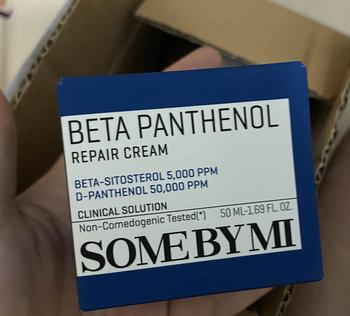 BETA PANTHENOL
REPAIR CREAM
BETA-SITOSTEROL 5,000 PPM
D-PANTHENOL 50,000 PPM
CLINICAL SOLUTION
Non-Comedogenic Tested(*) 50 ML·1.69 FL. OZ.
SOME BY MI